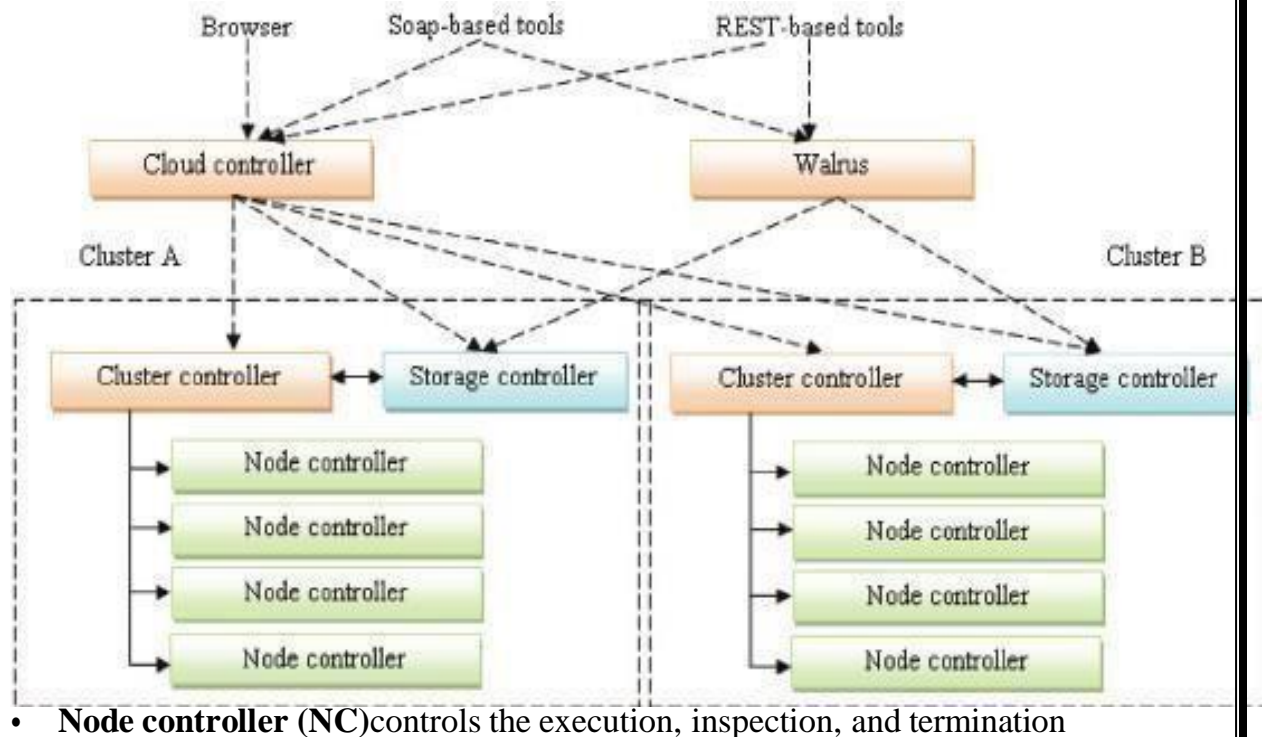 Browser Soap-based tools REST-based tools
Cloud controller Walrus
Cluster A Cluster B
Cluster controller Storage controller Cluster controller Storage controller
Node controller Node controller
Node controller Node controller
Node controller Node controller
Node controller Node controller
• Node controller (NC)controls the execution, inspection, and termination